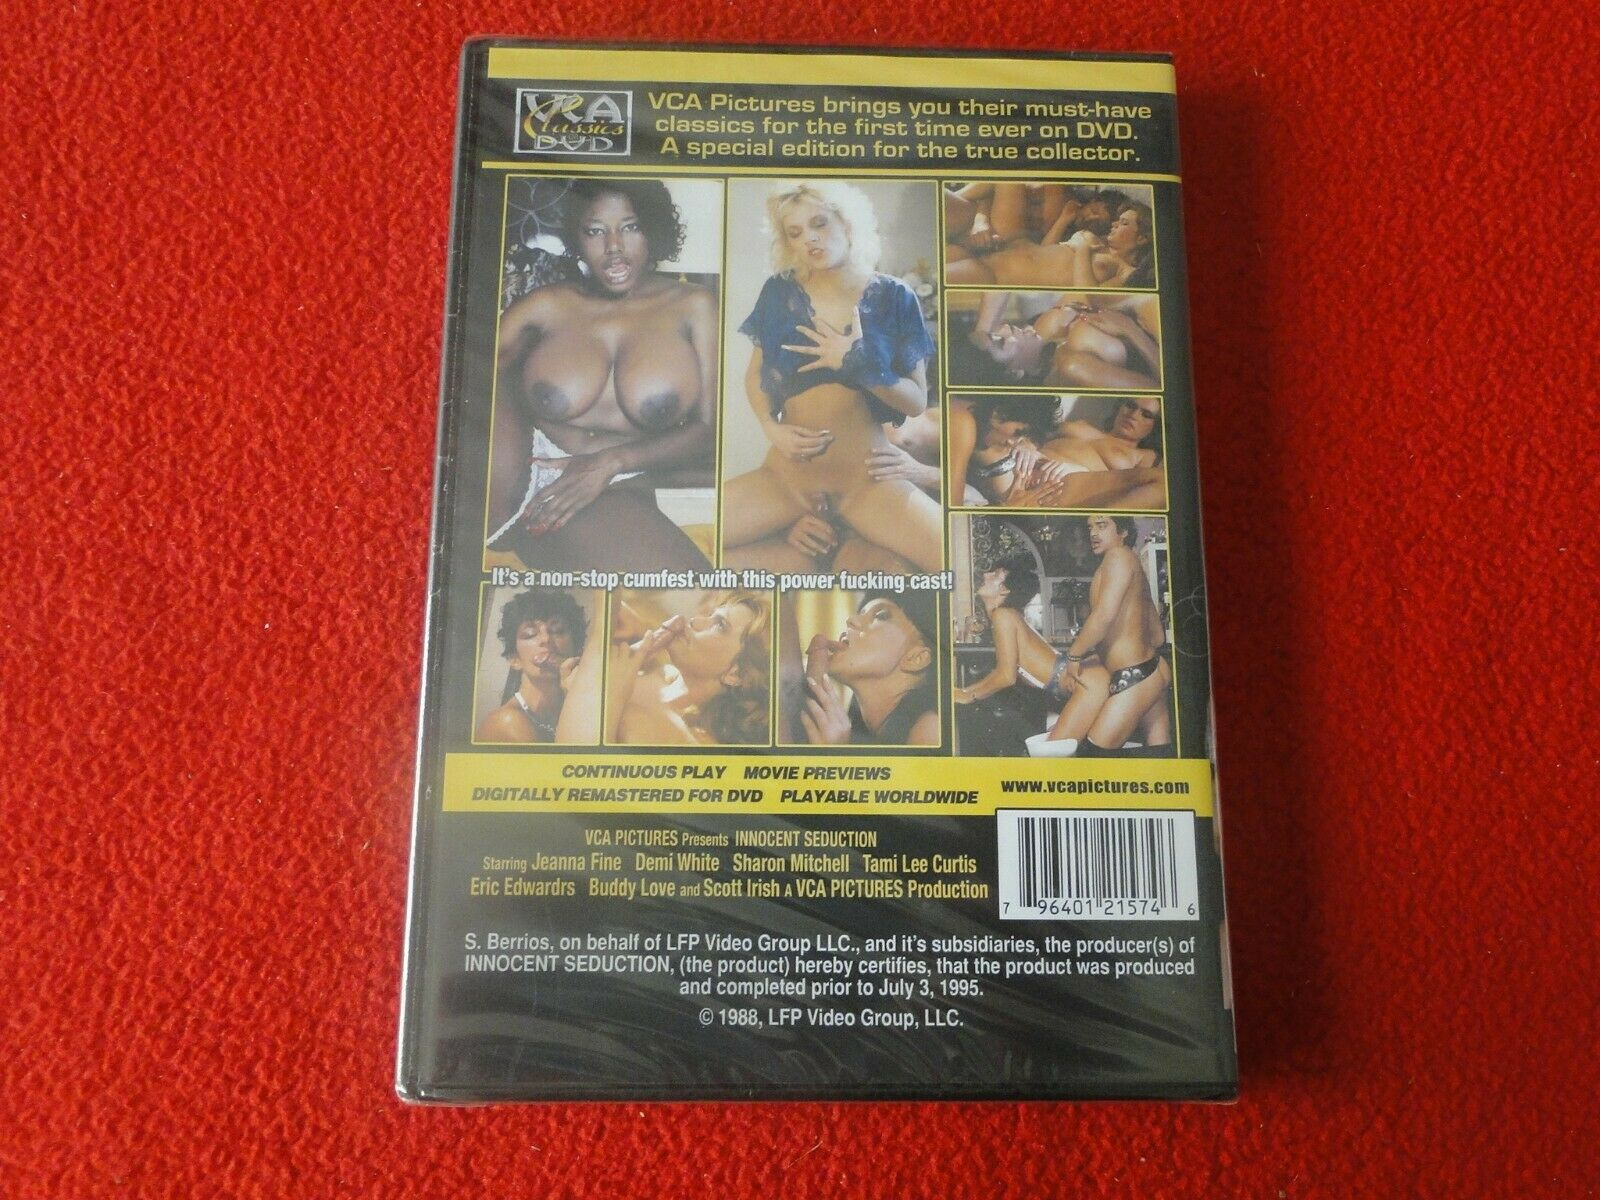 VCA
Classics
DVD
VCA Pictures brings you their must-have
classics for the first time ever on DVD.
A special edition for the true collector.
It's a non-stop cumfest with this power fucking cast!
CONTINUOUS PLAY MOVIE PREVIEWS
DIGITALLY REMASTERED FOR DVD PLAYABLE WORLDWIDE
www.vcapictures.com
VCA PICTURES Presents INNOCENT SEDUCTION
Starring Jeanna Fine Demi White Sharon Mitchell Tami Lee Curtis
Eric Edwardrs Buddy Love and Scott Irish A VCA PICTURES Production
7 96401 21574 6
S. Berrios, on behalf of LFP Video Group LLC., and it's subsidiaries, the producer(s) of
INNOCENT SEDUCTION, (the product) hereby certifies, that the product was produced
and completed prior to July 3, 1995.
© 1988, LFP Video Group, LLC.